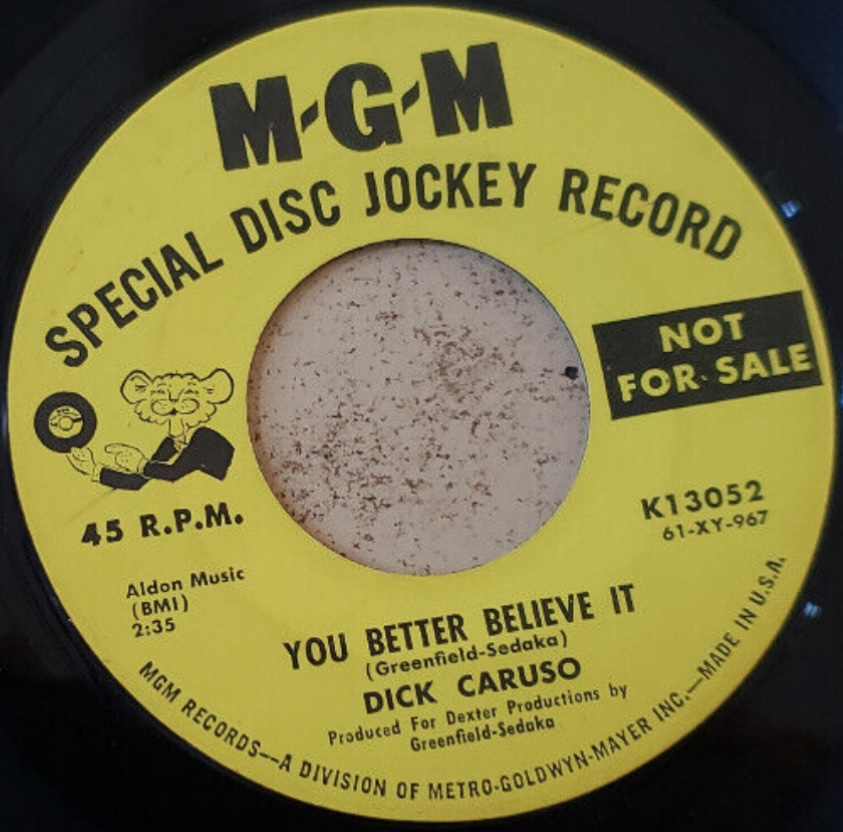 M-G-M
SPECIAL DISC JOCKEY RECORD
NOT
FOR SALE
45 R.P.M.
K13052
61-XY-967
Aldon Music
(BMI)
2:35
YOU BETTER BELIEVE IT
(Greenfield-Sedaka)
DICK CARUSO
Produced For Dexter Productions by
Greenfield-Sedaka
MGM RECORDS—A DIVISION OF METRO-GOLDWYN-MAYER INC.—MADE IN U.S.A.